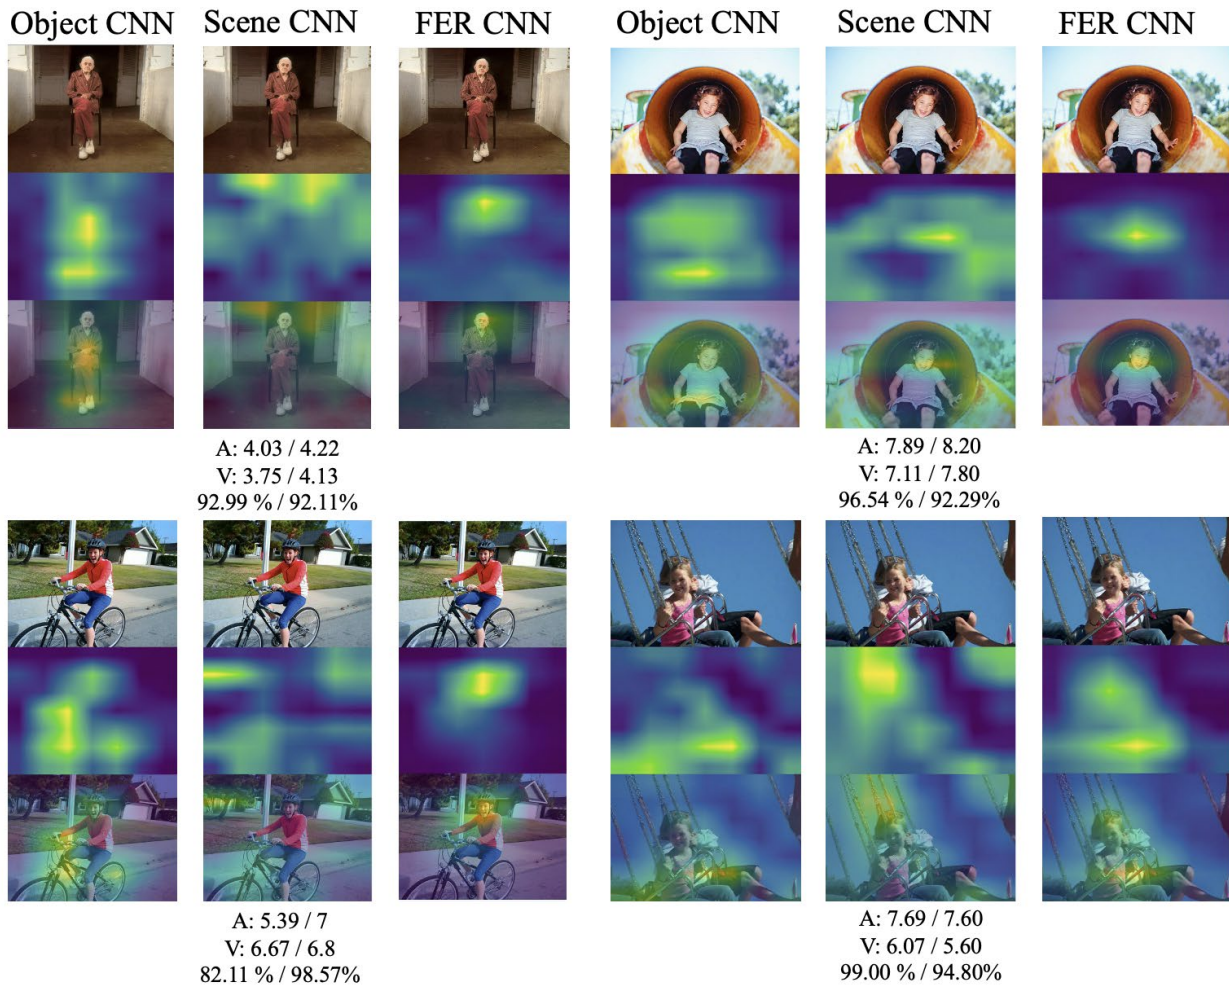 Object CNN Scene CNN FER CNN Object CNN Scene CNN FER CNN
A: 4.03 / 4.22
V: 3.75 / 4.13
92.99 % / 92.11%
A: 7.89 / 8.20
V: 7.11 / 7.80
96.54 % / 92.29%
A: 5.39 / 7
V: 6.67 / 6.8
82.11 % / 98.57%
A: 7.69 / 7.60
V: 6.07 / 5.60
99.00 % / 94.80%